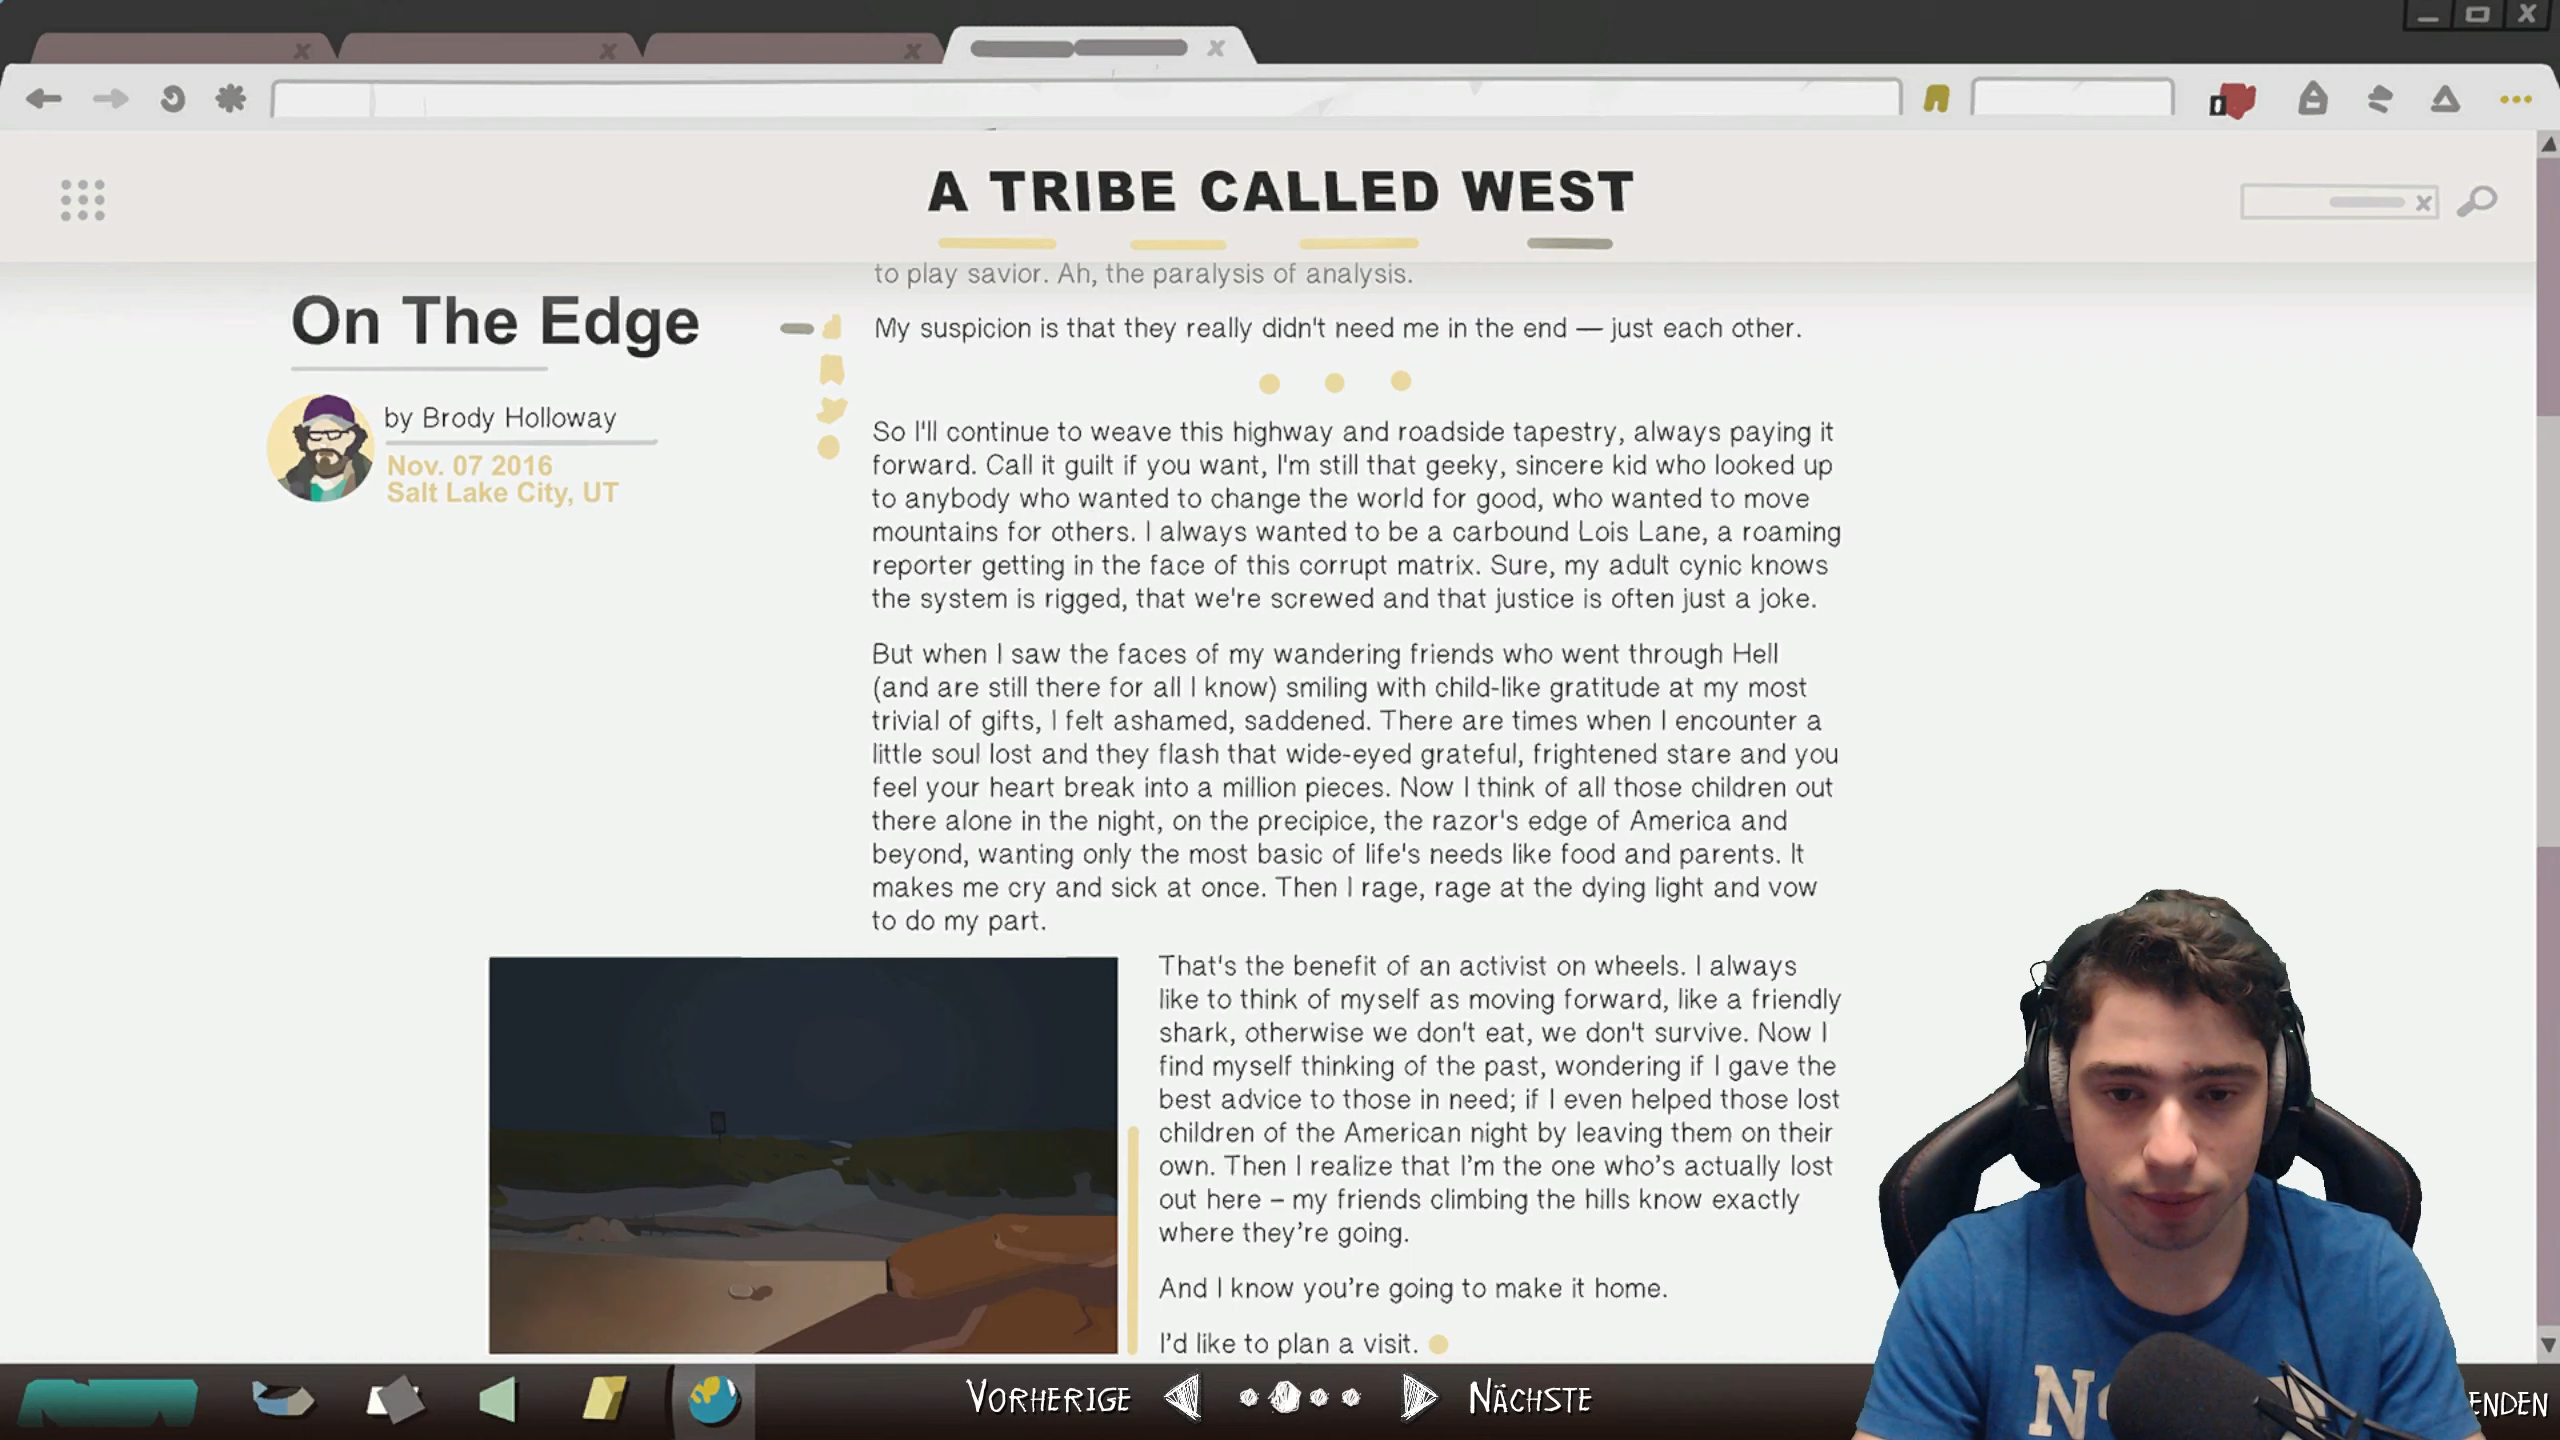 A TRIBE CALLED WEST
to play savior. Ah, the paralysis of analysis.
On The Edge
by Brody Holloway
Nov. 07 2016
Salt Lake City, UT
My suspicion is that they really didn't need me in the end — just each other.
So I'll continue to weave this highway and roadside tapestry, always paying it
forward. Call it guilt if you want, I'm still that geeky, sincere kid who looked up
to anybody who wanted to change the world for good, who wanted to move
mountains for others. I always wanted to be a carbound Lois Lane, a roaming
reporter getting in the face of this corrupt matrix. Sure, my adult cynic knows
the system is rigged, that we're screwed and that justice is often just a joke.
But when I saw the faces of my wandering friends who went through Hell
(and are still there for all I know) smiling with child-like gratitude at my most
trivial of gifts, I felt ashamed, saddened. There are times when I encounter a
little soul lost and they flash that wide-eyed grateful, frightened stare and you
feel your heart break into a million pieces. Now I think of all those children out
there alone in the night, on the precipice, the razor's edge of America and
beyond, wanting only the most basic of life's needs like food and parents. It
makes me cry and sick at once. Then I rage, rage at the dying light and vow
to do my part.
That's the benefit of an activist on wheels. I always
like to think of myself as moving forward, like a friendly
shark, otherwise we don't eat, we don't survive. Now I
find myself thinking of the past, wondering if I gave the
best advice to those in need; if I even helped those lost
children of the American night by leaving them on their
own. Then I realize that I'm the one who's actually lost
out here – my friends climbing the hills know exactly
where they're going.
And I know you're going to make it home.
I'd like to plan a visit.
VORHERIGE
NÄCHSTE
ENDEN